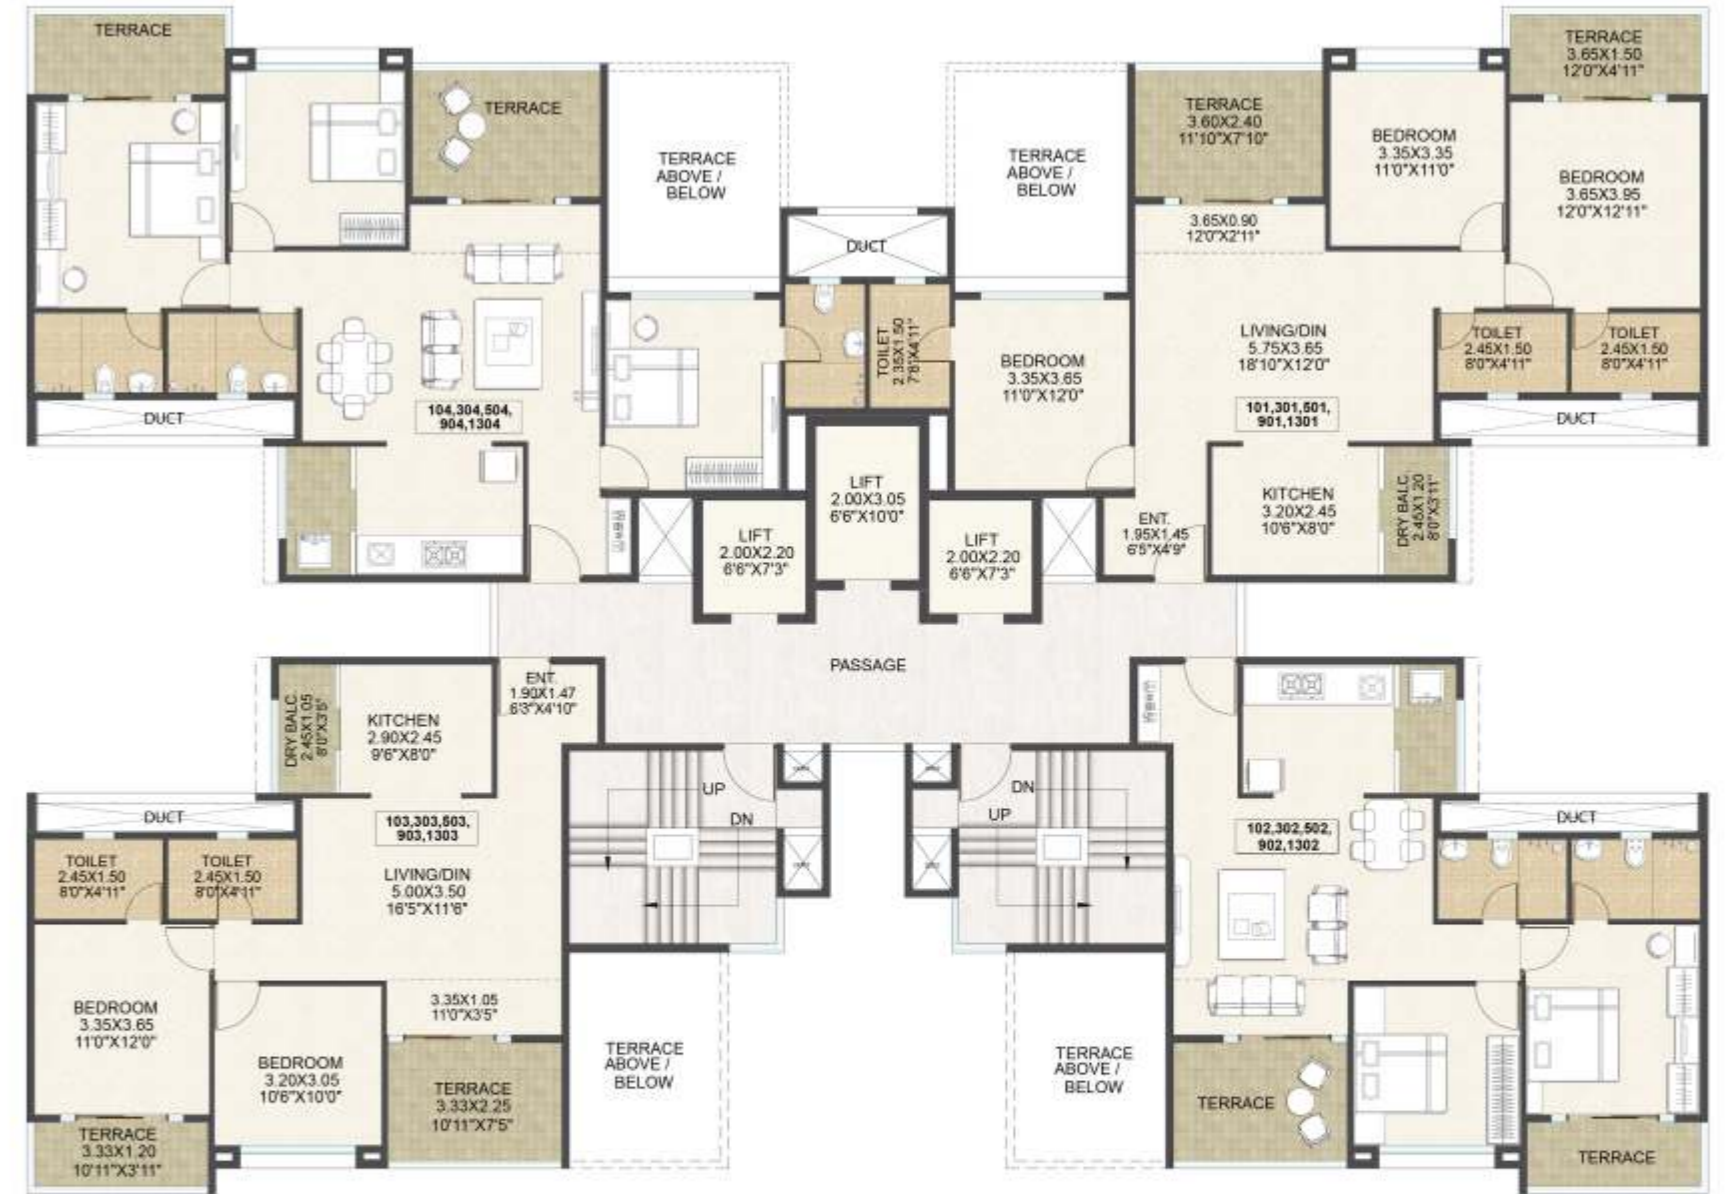 TERRACE
TERRACE
TERRACE
ABOVE /
BELOW
DUCT
TOILET
2.35X1.50
7'8"X4'11"
DUCT
104,304,504,
904,1304
LIFT
2.00X2.20
6'6"X7'3"
LIFT
2.00X3.05
6'6"X10'0"
LIFT
2.00X2.20
6'6"X7'3"
TERRACE
ABOVE /
BELOW
TERRACE
3.60X2.40
11'10"X7'10"
BEDROOM
3.35X3.35
11'0"X11'0"
TERRACE
3.65X1.50
12'0"X4'11"
BEDROOM
3.65X3.95
12'0"X12'11"
3.65X0.90
12'0"X2'11"
BEDROOM
3.35X3.65
11'0"X12'0"
LIVING/DIN
5.75X3.65
18'10"X12'0"
TOILET
2.45X1.50
8'0"X4'11"
TOILET
2.45X1.50
8'0"X4'11"
101,301,501,
901,1301
DUCT
KITCHEN
3.20X2.45
10'6"X8'0"
DRY BALC.
2.45X1.20
8'0"X3'11"
ENT.
1.95X1.45
6'5"X4'9"
PASSAGE
DRY BALC
2.45X1.05
8'0"X3'5"
KITCHEN
2.90X2.45
9'6"X8'0"
ENT.
1.90X1.47
6'3"X4'10"
DUCT
103,303,503,
903,1303
TOILET
2.45X1.50
8'0"X4'11"
TOILET
2.45X1.50
8'0"X4'11"
LIVING/DIN
5.00X3.50
16'5"X11'6"
UP
DN
DN
UP
102,302,502,
902,1302
DUCT
BEDROOM
3.35X3.65
11'0"X12'0"
3.35X1.05
11'0"X3'5"
BEDROOM
3.20X3.05
10'6"X10'0"
TERRACE
3.33X2.25
10'11"X7'5"
TERRACE
3.33X1.20
10'11"X3'11"
TERRACE
ABOVE /
BELOW
TERRACE
ABOVE /
BELOW
TERRACE
TERRACE